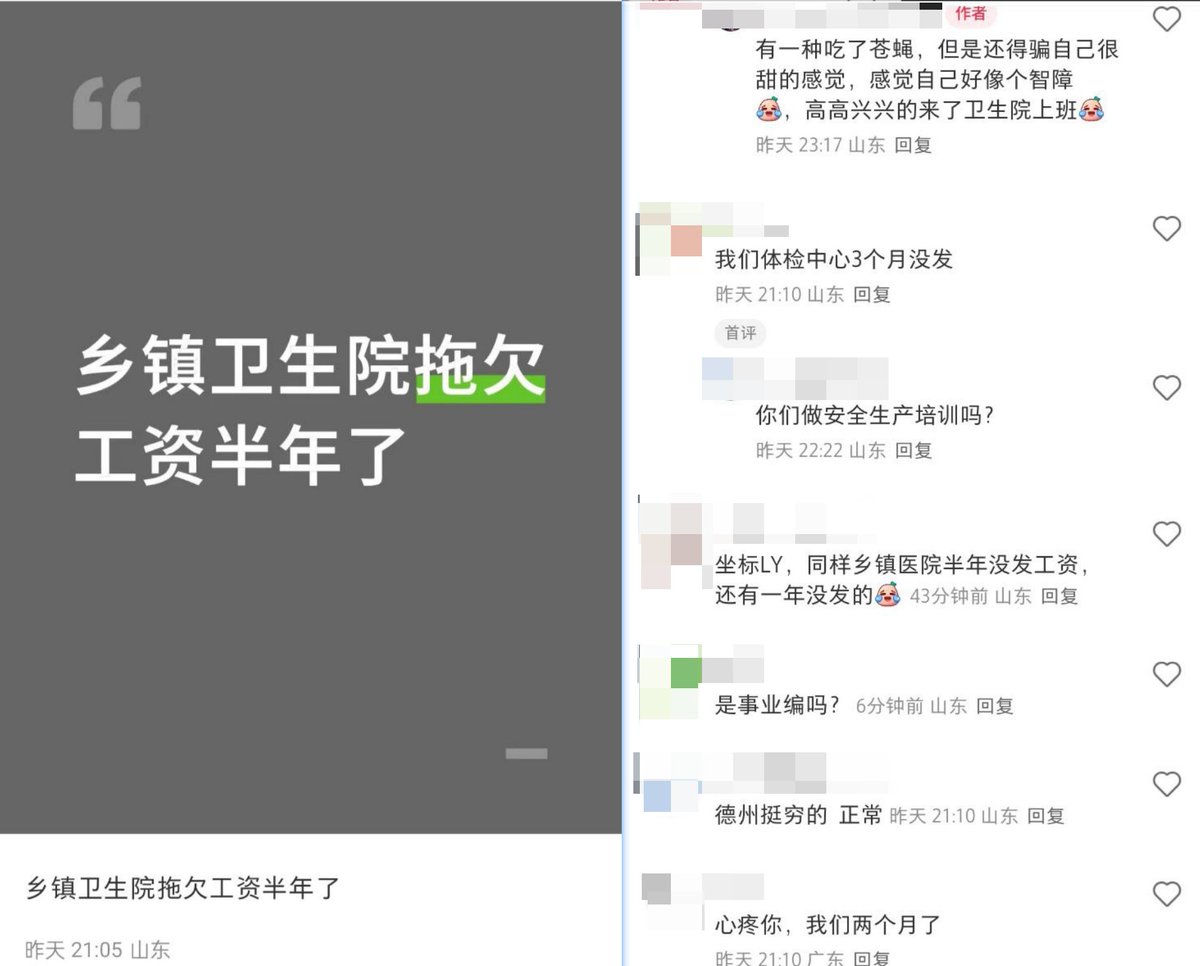 乡镇卫生院拖欠
工资半年了
乡镇卫生院拖欠工资半年了
昨天 21:05 山东
作者
有一种吃了苍蝇，但是还得骗自己很
甜的感觉，感觉自己好像个智障
，高高兴兴的来了卫生院上班
昨天 23:17 山东 回复
我们体检中心3个月没发
昨天 21:10 山东 回复
首评
你们做安全生产培训吗？
昨天 22:22 山东 回复
坐标LY，同样乡镇医院半年没发工资，
还有一年没发的 43分钟前 山东 回复
是事业编吗？ 6分钟前 山东 回复
德州挺穷的 正常 昨天 21:10 山东 回复
心疼你，我们两个月了
昨天 21:10 广东 回复